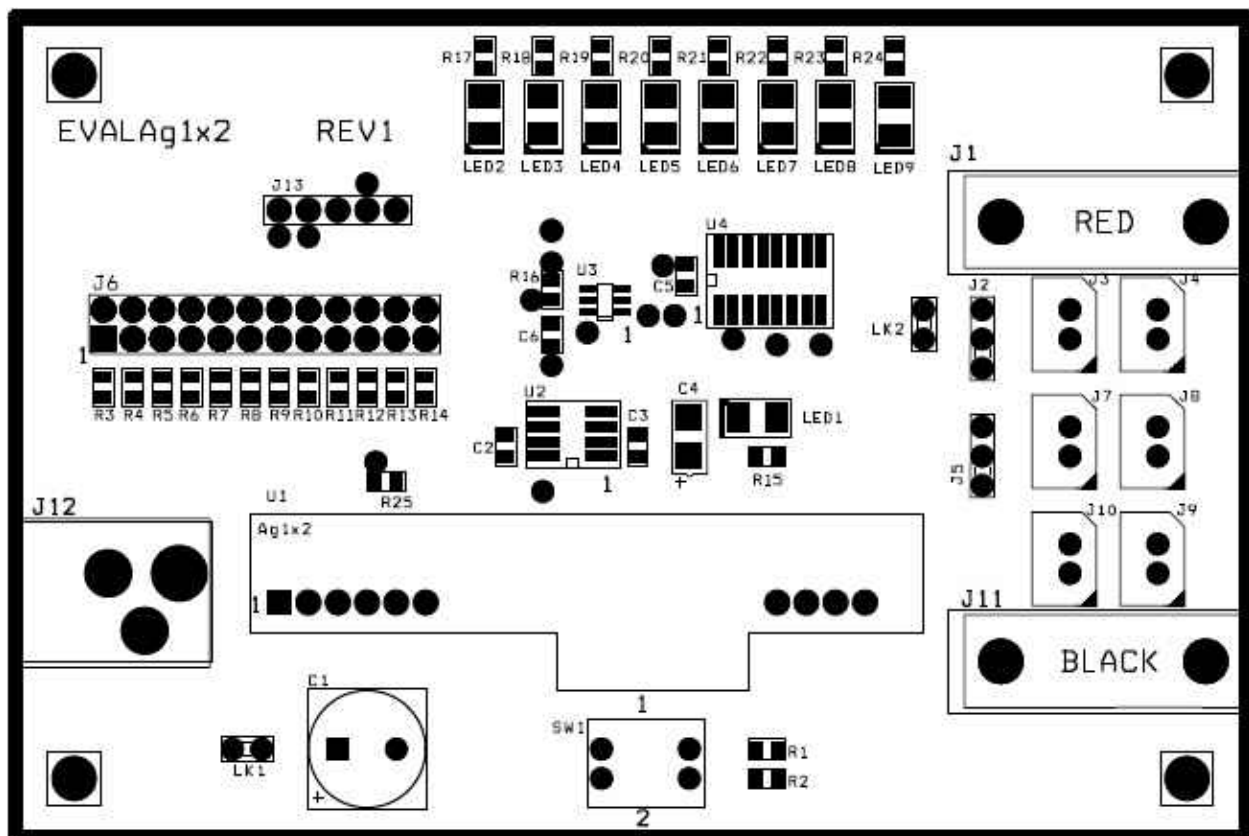 R17 R18 R19 R20 R21 R22 R23 R24
EVALAg1x2 REV1
LED2 LED3 LED4 LED5 LED6 LED7 LED8 LED9
J1
RED
J13
U4
R16 U3 C5
J6
J2 J3 J4
1 1 1
C6 LK2
R3 R4 R5 R6 R7 R8 R9 R10 R11 R12 R13 R14
U2 C4
C3 LED1
J7 J8
C2
+ R15 J5
1
U1 R25
J12
Ag1x2
J10 J9
1
J11
BLACK
C1
1
SW1
LK1 R1
R2
+
2